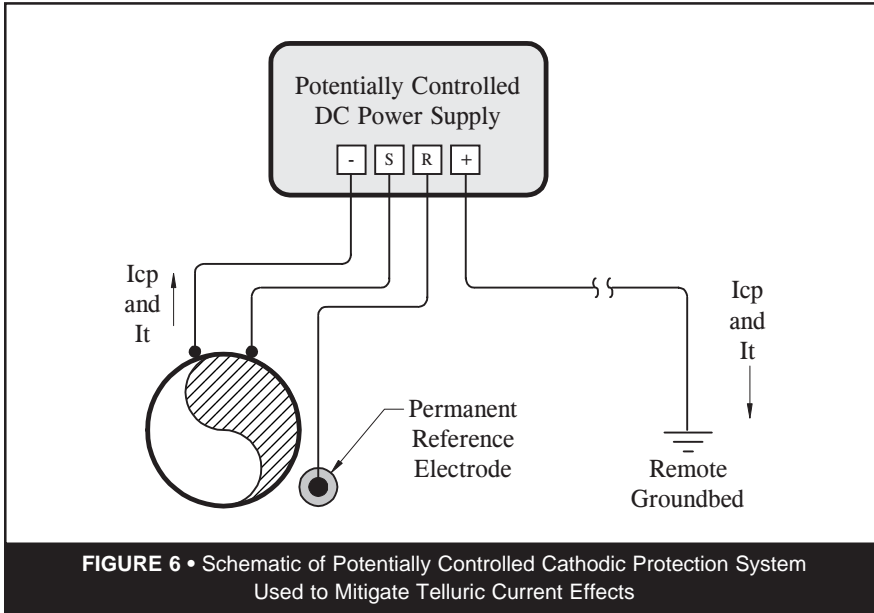 Potentially Controlled
DC Power Supply
- S R +
Icp
and
It
Icp
and
It
Permanent
Reference
Electrode
Remote
Groundbed
FIGURE 6 • Schematic of Potentially Controlled Cathodic Protection System
Used to Mitigate Telluric Current Effects